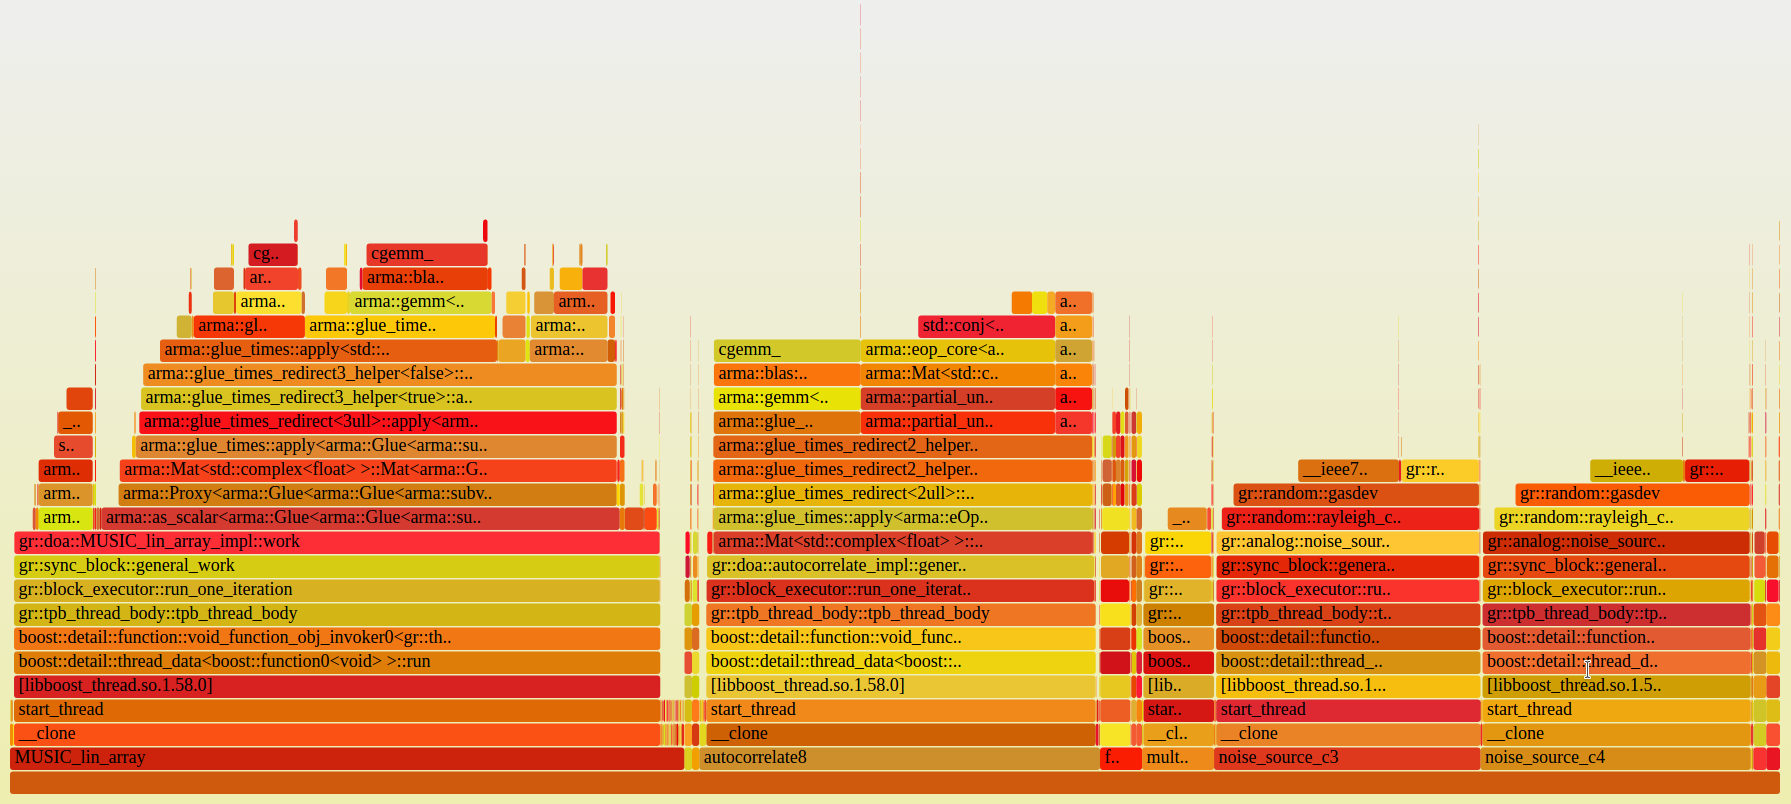 cg.. cgemm_
ar.. arma::bla..
arma.. arma::gemm<.. arm.. a..
arma::gl.. arma::glue_time.. arma:.. std::conj<.. a..
arma::glue_times::apply<std::.. arma:.. cgemm_ arma::eop_core<a.. a..
arma::glue_times_redirect3_helper<false>::.. arma::blas:.. arma::Mat<std::c.. a..
arma::glue_times_redirect3_helper<true>::a.. arma::gemm<.. arma::partial_un.. a..
_.. arma::glue_times_redirect<3ull>::apply<arm.. arma::glue_.. arma::partial_un.. a..
s.. arma::glue_times::apply<arma::Glue<arma::su.. arma::glue_times_redirect2_helper..
arm.. arma::Mat<std::complex<float> >::Mat<arma::G.. arma::glue_times_redirect2_helper.. __ieee7.. gr::r.. __ieee.. gr::..
arm.. arma::Proxy<arma::Glue<arma::Glue<arma::subv.. arma::glue_times_redirect<2ull>::.. gr::random::gasdev gr::random::gasdev
arm.. arma::as_scalar<arma::Glue<arma::Glue<arma::su.. arma::glue_times::apply<arma::eOp.. _.. gr::random::rayleigh_c.. gr::random::rayleigh_c..
gr::doa::MUSIC_lin_array_impl::work arma::Mat<std::complex<float> >::.. gr::.. gr::analog::noise_sour.. gr::analog::noise_sourc..
gr::sync_block::general_work gr::doa::autocorrelate_impl::gener.. gr::.. gr::sync_block::genera.. gr::sync_block::general..
gr::block_executor::run_one_iteration gr::block_executor::run_one_iterat.. gr::.. gr::block_executor::ru.. gr::block_executor::run..
gr::tpb_thread_body::tpb_thread_body gr::tpb_thread_body::tpb_thread_body gr::.. gr::tpb_thread_body::t.. gr::tpb_thread_body::tp..
boost::detail::function::void_function_obj_invoker0<gr::th.. boost::detail::function::void_func.. boos.. boost::detail::functio.. boost::detail::function..
boost::detail::thread_data<boost::function0<void> >::run boost::detail::thread_data<boost::.. boos.. boost::detail::thread_.. boost::detail::thread_d..
[libboost_thread.so.1.58.0] [libboost_thread.so.1.58.0] [lib.. [libboost_thread.so.1... [libboost_thread.so.1.5..
start_thread start_thread star.. start_thread start_thread
__clone __clone __cl.. __clone __clone
MUSIC_lin_array autocorrelate8 f.. mult.. noise_source_c3 noise_source_c4